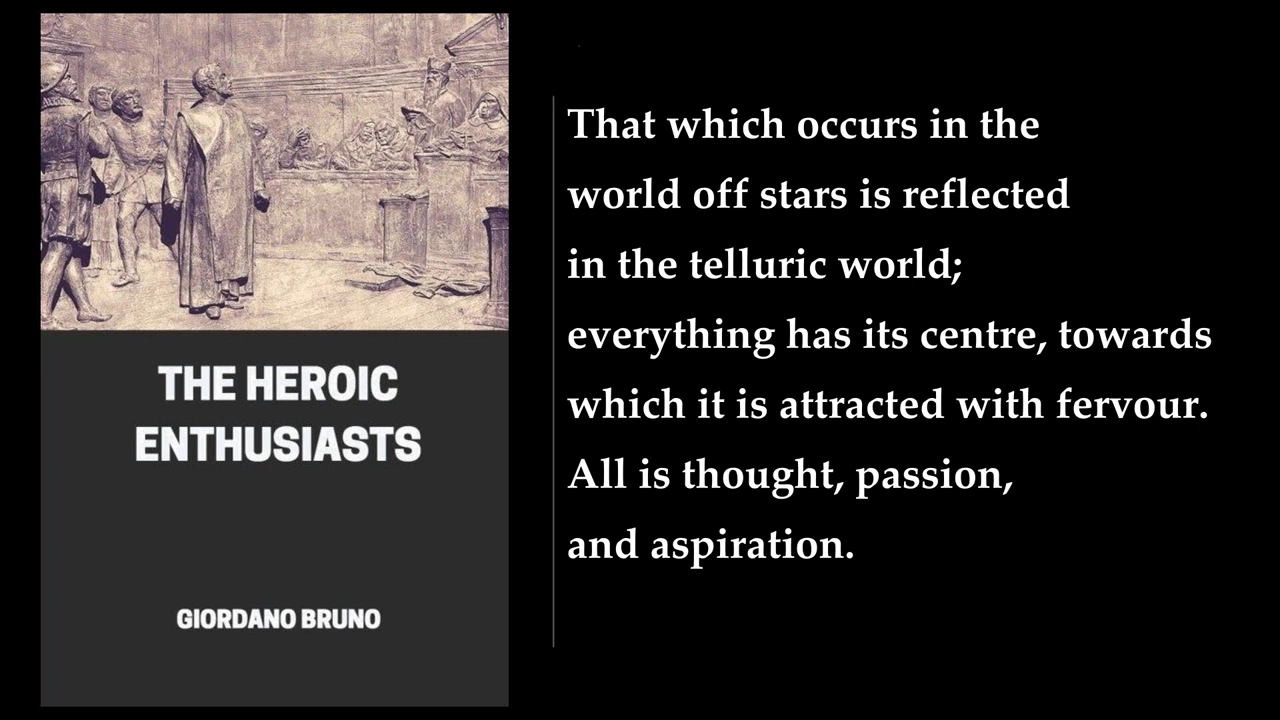 THE HEROIC
ENTHUSIASTS
GIORDANO BRUNO
That which occurs in the
world off stars is reflected
in the telluric world;
everything has its centre, towards
which it is attracted with fervour.
All is thought, passion,
and aspiration.